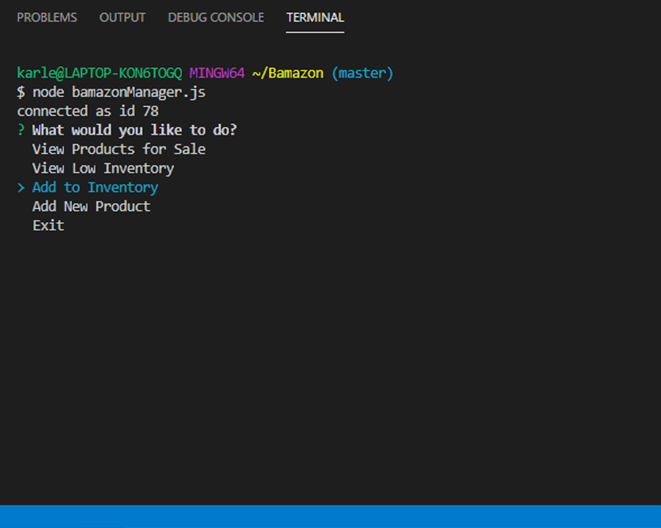 PROBLEMS OUTPUT DEBUG CONSOLE TERMINAL
karle@LAPTOP-KON6TOGQ MINGW64 ~/Bamazon (master)
$ node bamazonManager.js
connected as id 78
? What would you like to do?
View Products for Sale
View Low Inventory
> Add to Inventory
Add New Product
Exit